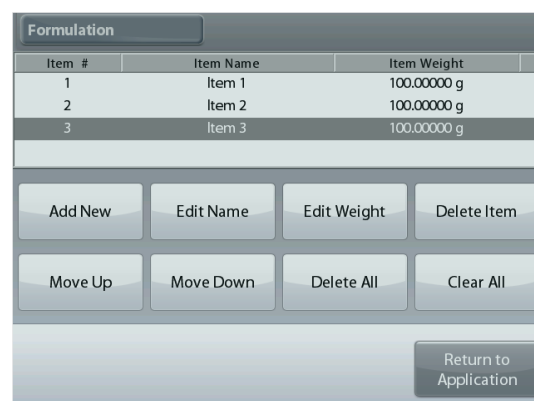 Formulation
Item # Item Name Item Weight
1 Item 1 100.00000 g
2 Item 2 100.00000 g
3 Item 3 100.00000 g
Add New Edit Name Edit Weight Delete Item
Move Up Move Down Delete All Clear All
Return to
Application